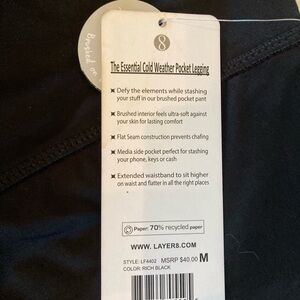 Brushed
8
The Essential Cold Weather Pocket Legging
Defy the elements while stashing
your stuff in our brushed pocket pant
Brushed interior feels ultra-soft against
your skin for lasting comfort
Flat Seam construction prevents chafing
Media side pocket perfect for stashing
your phone, keys or cash
Extended waistband to sit higher
on waist and flatter in all the right places
Paper: 70% recycled paper
WWW. LAYER8.COM
STYLE: LF4402 MSRP $40.00 M
COLOR: RICH BLACK